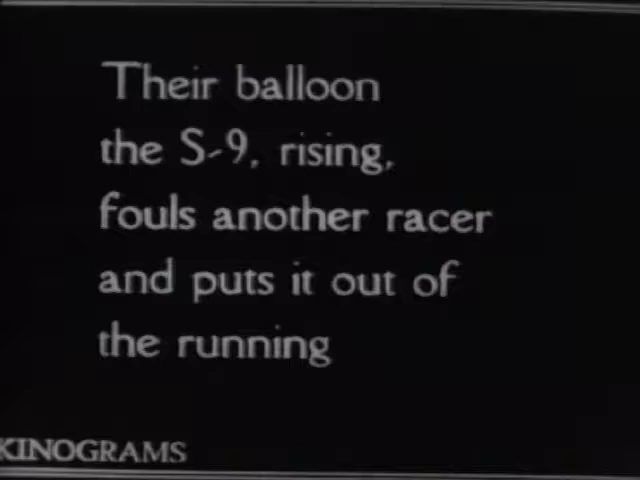 Their balloon
the S-9, rising,
fouls another racer
and puts it out of
the running
KINOGRAMS